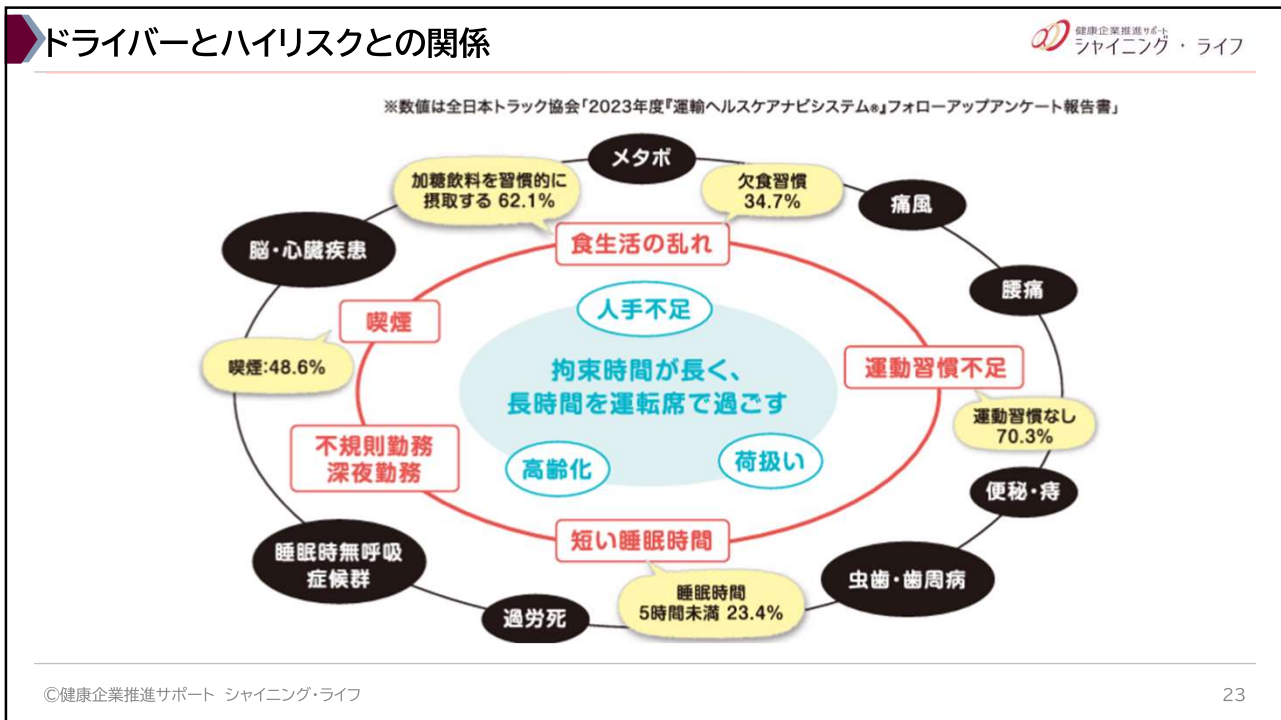 ドライバーとハイリスクとの関係
健康企業推進サポート
シャイニング・ライフ
※数値は全日本トラック協会「2023年度『運輸ヘルスケアナビシステム®』フォローアップアンケート報告書」
メタボ
加糖飲料を習慣的に
摂取する 62.1%
欠食習慣
34.7%
痛風
食生活の乱れ
脳・心臓疾患
腰痛
人手不足
喫煙
拘束時間が長く、
長時間を運転席で過ごす
運動習慣不足
喫煙:48.6%
運動習慣なし
70.3%
不規則勤務
深夜勤務
高齢化
荷扱い
便秘・痔
短い睡眠時間
睡眠時無呼吸
症候群
虫歯・歯周病
睡眠時間
5時間未満 23.4%
過労死
©健康企業推進サポート シャイニング・ライフ
23